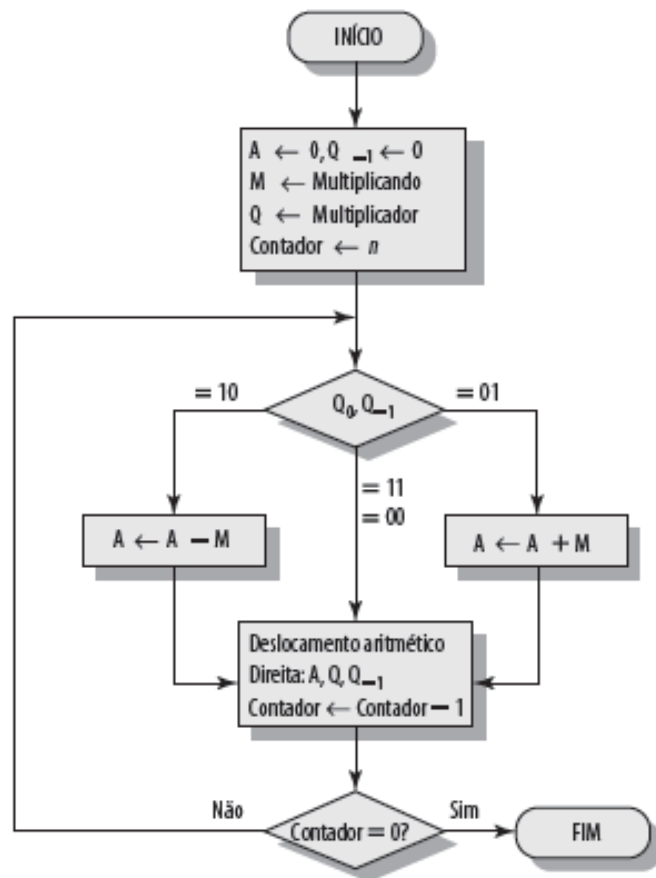 INÍCIO
A ← 0, Q₋₁ ← 0
M ← Multiplicando
Q ← Multiplicador
Contador ← n
= 10
Q₀, Q₋₁
= 01
= 11
= 00
A ← A − M
A ← A + M
Deslocamento aritmético
Direita: A, Q, Q₋₁
Contador ← Contador − 1
Não
Contador = 0?
Sim
FIM